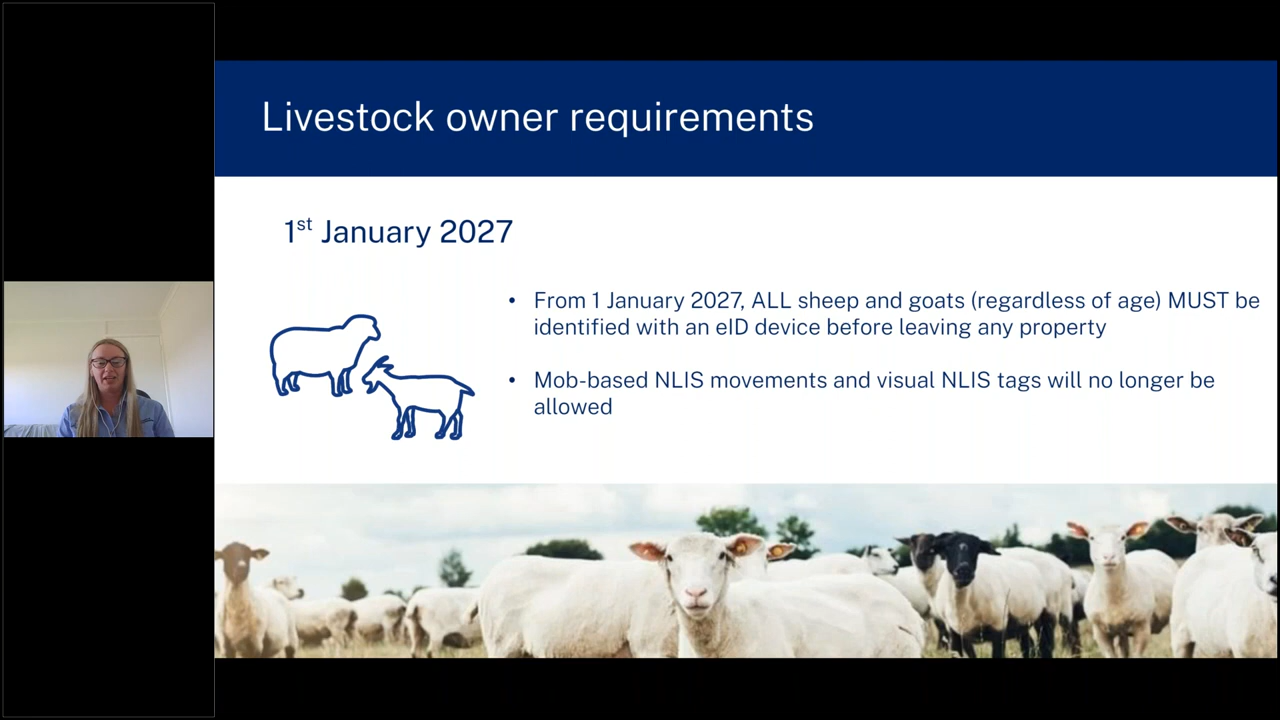 Livestock owner requirements
1st January 2027
• From 1 January 2027, ALL sheep and goats (regardless of age) MUST be
identified with an eID device before leaving any property
• Mob-based NLIS movements and visual NLIS tags will no longer be
allowed